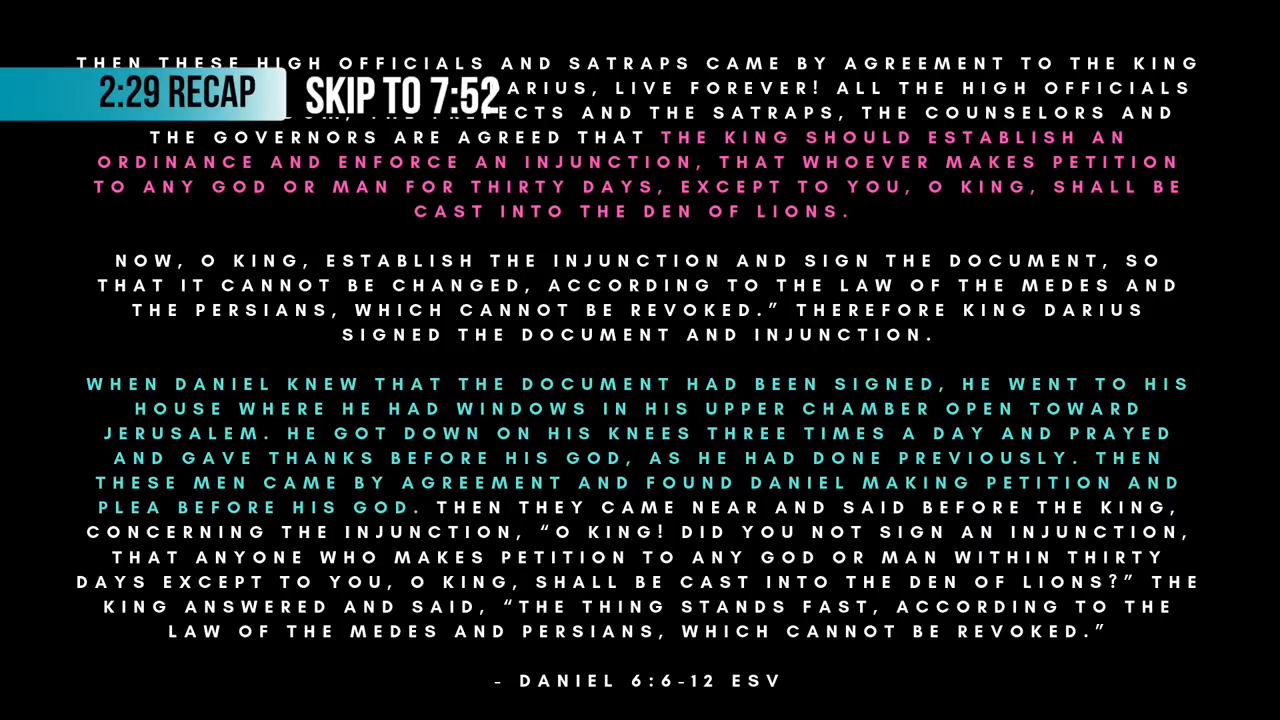 THEN THESE HIGH OFFICIALS AND SATRAPS CAME BY AGREEMENT TO THE KING
2:29 RECAP
SKIP TO 7:52
ARIUS, LIVE FOREVER! ALL THE HIGH OFFICIALS
AND THE SATRAPS, THE COUNSELORS AND
THE GOVERNORS ARE AGREED THAT THE KING SHOULD ESTABLISH AN
ORDINANCE AND ENFORCE AN INJUNCTION, THAT WHOEVER MAKES PETITION
TO ANY GOD OR MAN FOR THIRTY DAYS, EXCEPT TO YOU, O KING, SHALL BE
CAST INTO THE DEN OF LIONS.
NOW, O KING, ESTABLISH THE INJUNCTION AND SIGN THE DOCUMENT, SO
THAT IT CANNOT BE CHANGED, ACCORDING TO THE LAW OF THE MEDES AND
THE PERSIANS, WHICH CANNOT BE REVOKED.” THEREFORE KING DARIUS
SIGNED THE DOCUMENT AND INJUNCTION.
WHEN DANIEL KNEW THAT THE DOCUMENT HAD BEEN SIGNED, HE WENT TO HIS
HOUSE WHERE HE HAD WINDOWS IN HIS UPPER CHAMBER OPEN TOWARD
JERUSALEM. HE GOT DOWN ON HIS KNEES THREE TIMES A DAY AND PRAYED
AND GAVE THANKS BEFORE HIS GOD, AS HE HAD DONE PREVIOUSLY. THEN
THESE MEN CAME BY AGREEMENT AND FOUND DANIEL MAKING PETITION AND
PLEA BEFORE HIS GOD. THEN THEY CAME NEAR AND SAID BEFORE THE KING,
CONCERNING THE INJUNCTION, “O KING! DID YOU NOT SIGN AN INJUNCTION,
THAT ANYONE WHO MAKES PETITION TO ANY GOD OR MAN WITHIN THIRTY
DAYS EXCEPT TO YOU, O KING, SHALL BE CAST INTO THE DEN OF LIONS?” THE
KING ANSWERED AND SAID, “THE THING STANDS FAST, ACCORDING TO THE
LAW OF THE MEDES AND PERSIANS, WHICH CANNOT BE REVOKED.”
- DANIEL 6:6-12 ESV